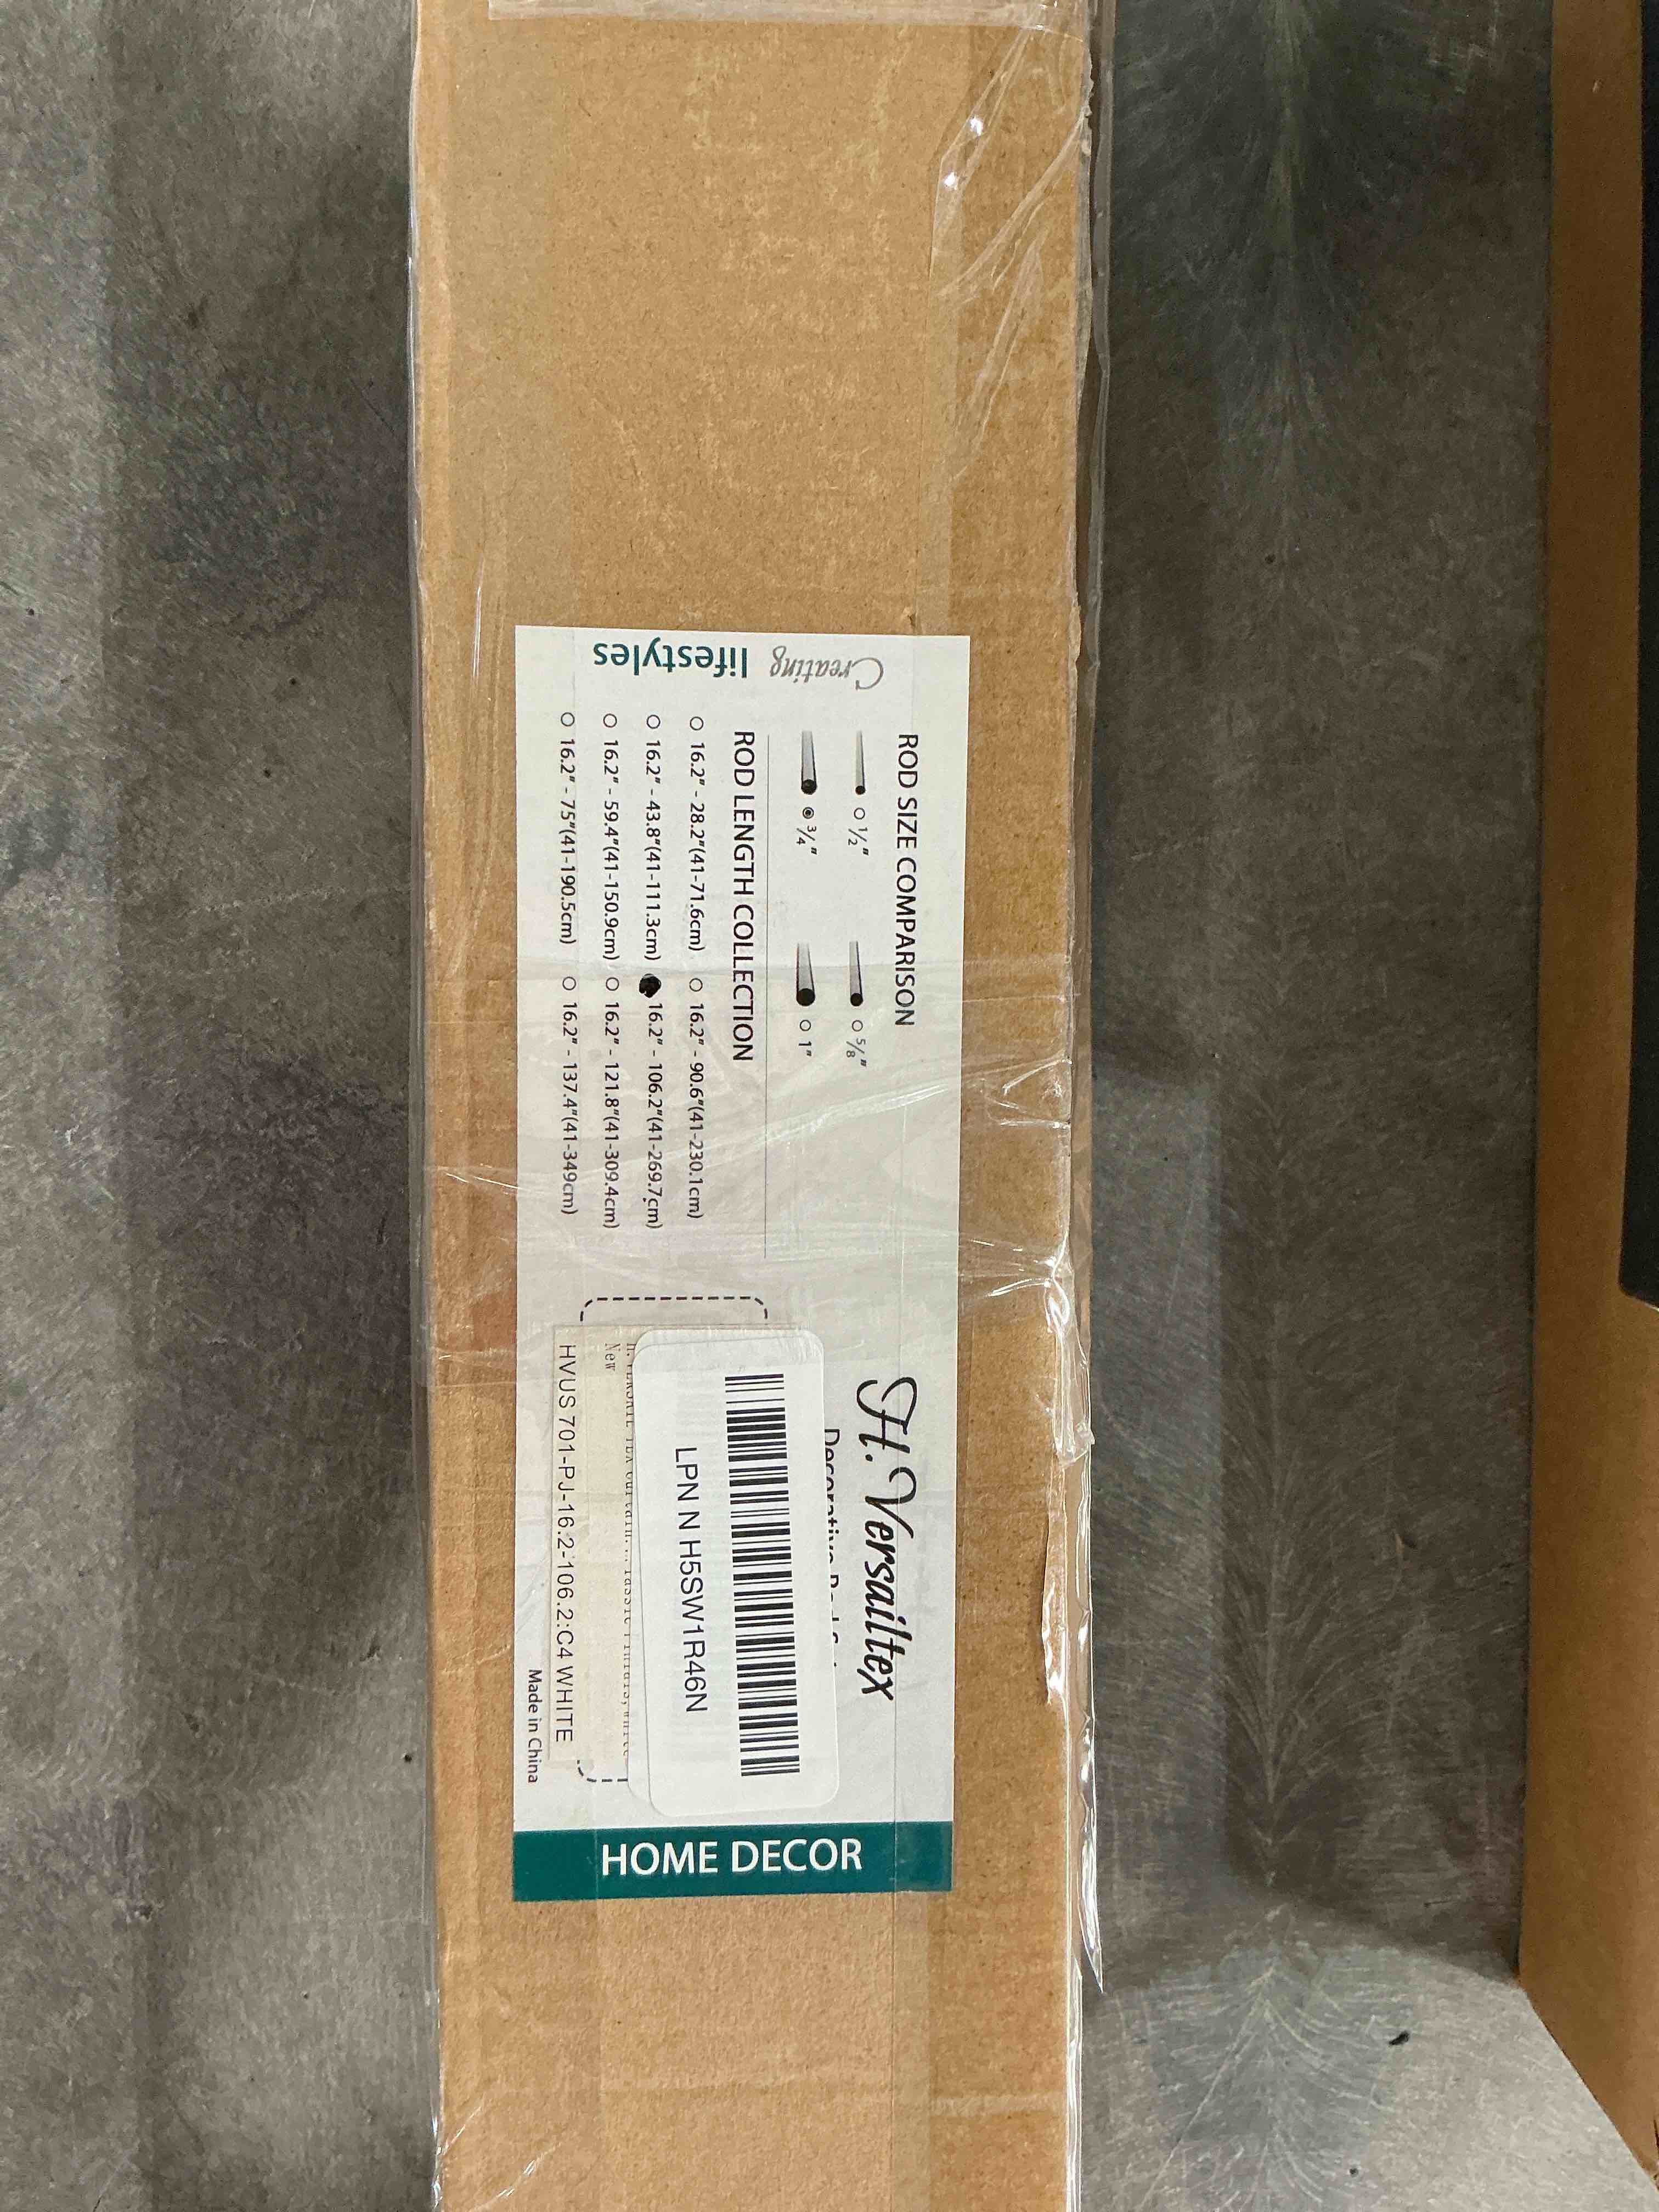 Creating lifestyles
ROD SIZE COMPARISON
1/2" 5/8"
3/4" 1"
ROD LENGTH COLLECTION
16.2" - 28.2"(41-71.6cm) 16.2" - 90.6"(41-230.1cm)
16.2" - 43.8"(41-111.3cm) 16.2" - 106.2"(41-269.7cm)
16.2" - 59.4"(41-150.9cm) 16.2" - 121.8"(41-309.4cm)
16.2" - 75"(41-190.5cm) 16.2" - 137.4"(41-349cm)
H.Versailtex
Decorative Rod
LPN N H5SW1R46N
New
HVUS 701-PJ-16.2-106.2:C4 WHITE
Made in China
HOME DECOR